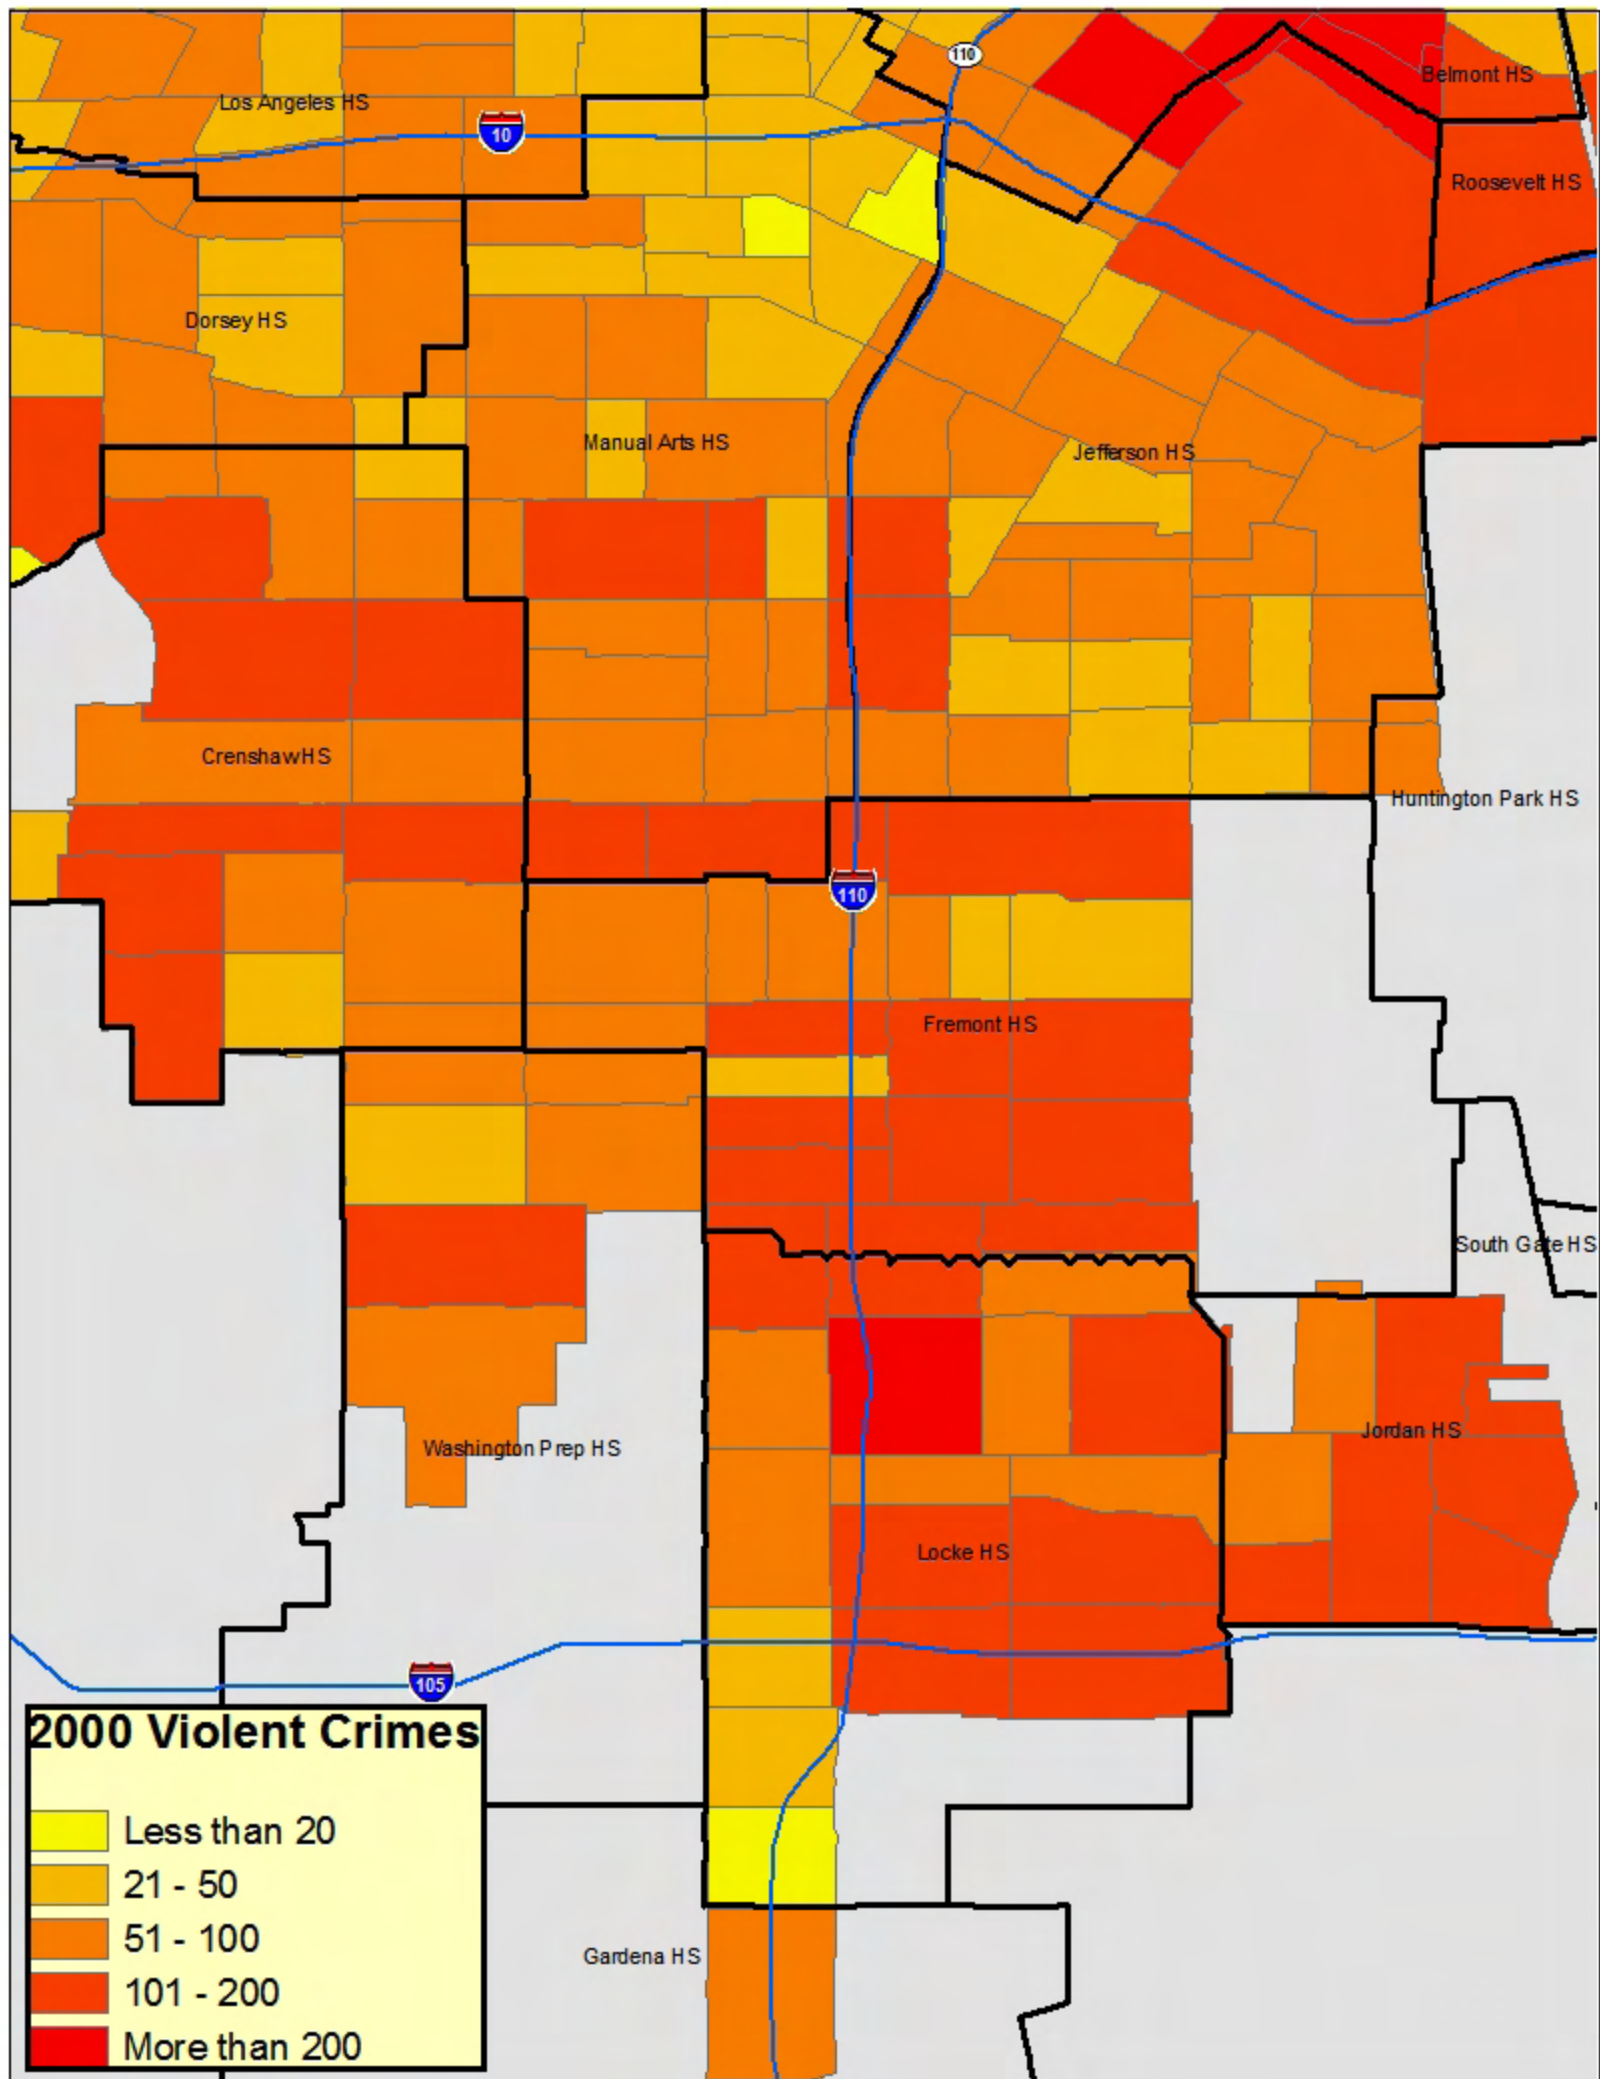 110
Belmont HS
Los Angeles HS
10
Roosevelt HS
Dorsey HS
Manual Arts HS
Jefferson HS
Crenshaw HS
Huntington Park HS
110
Fremont HS
South Gate HS
Jordan HS
Washington Prep HS
Locke HS
105
2000 Violent Crimes
Less than 20
21 - 50
51 - 100
101 - 200
More than 200
Gardena HS